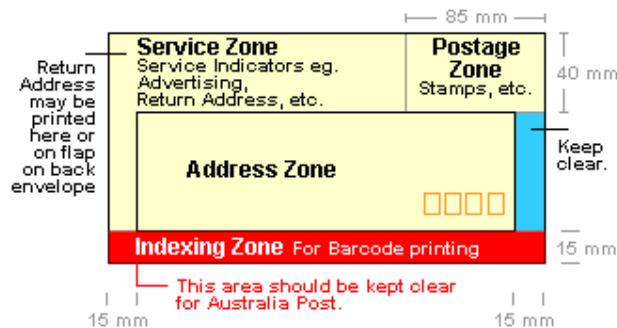 85 mm
Service Zone
Service Indicators eg.
Advertising,
Return Address, etc.
Postage
Zone
Stamps, etc.
40 mm
Return
Address
may be
printed
here or
on flap
on back
envelope
Address Zone
Keep
clear.
Indexing Zone For Barcode printing
15 mm
This area should be kept clear
for Australia Post.
15 mm
15 mm